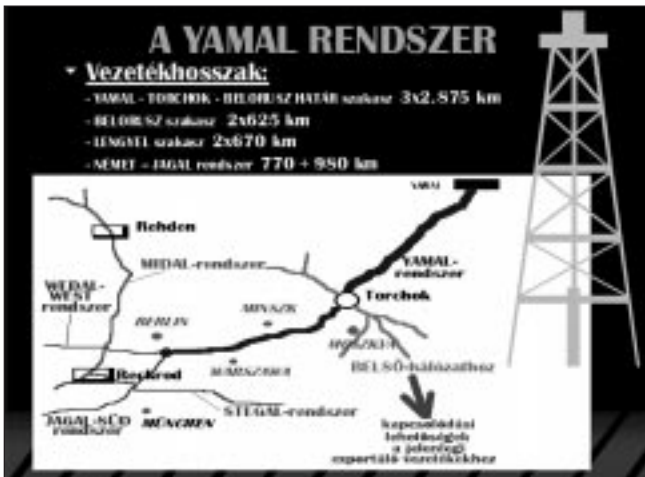 A YAMAL RENDSZER
Vezetékhosszak:
- YAMAL - TORCHOK - BELORUSZ HATÁR szakasz 3x2.875 km
- BELORUSZ szakasz 2x625 km
- LENGYEL szakasz 2x670 km
- NÉMET - JAGAL rendszer 770 + 980 km
YAMAL
Rehden
MIDAL-rendszer
YAMAL-
rendszer
WEDAL-
WEST
rendszer
Torchok
BERLIN
MINSZK
MOSZKVA
VARSZAWA
BELSŐ-hálózathoz
Reckrod
JAGAL-SÜD
rendszer
MÜNCHEN
STEGAL-rendszer
kapcsolódási
lehetőségek
a jelenlegi
exportáló vezetékekhez